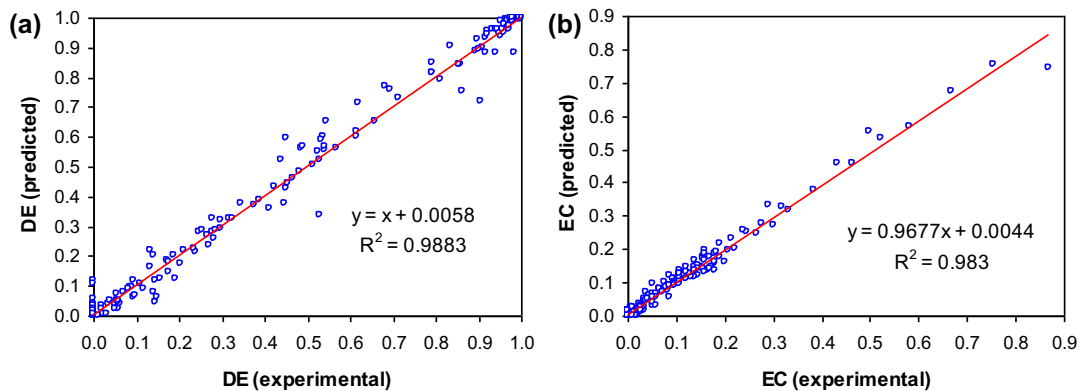 (a)
DE (predicted)
1.0
0.9
0.8
0.7
0.6
0.5
0.4
0.3
0.2
0.1
0.0
y = x + 0.0058
R² = 0.9883
0.0 0.1 0.2 0.3 0.4 0.5 0.6 0.7 0.8 0.9 1.0
DE (experimental)
(b)
EC (predicted)
0.9
0.8
0.7
0.6
0.5
0.4
0.3
0.2
0.1
0.0
y = 0.9677x + 0.0044
R² = 0.983
0.0 0.1 0.2 0.3 0.4 0.5 0.6 0.7 0.8 0.9
EC (experimental)